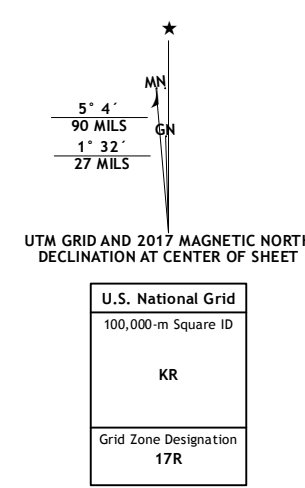 ★
MN.
5° 4´
90 MILS
GN
1° 32´
27 MILS
UTM GRID AND 2017 MAGNETIC NORTH
DECLINATION AT CENTER OF SHEET
U.S. National Grid
100,000-m Square ID
KR
Grid Zone Designation
17R